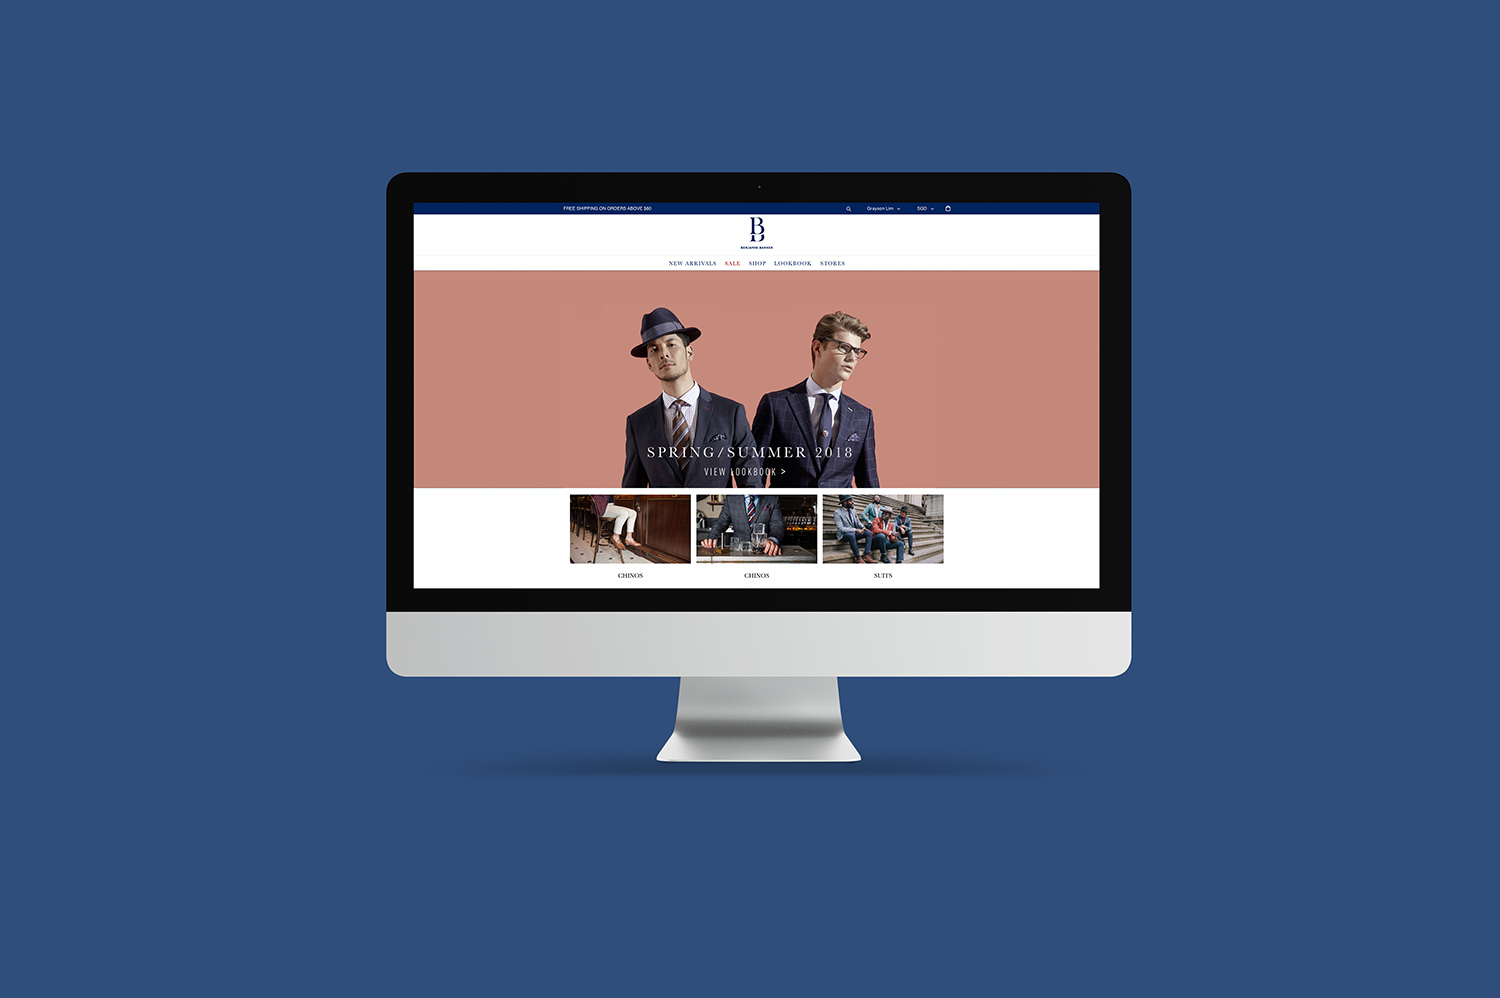 FREE SHIPPING ON ORDERS ABOVE $60
Grayson Lim
SGD
B
BENJAMIN BARKER
NEW ARRIVALS SALE SHOP LOOKBOOK STORES
SPRING/SUMMER 2018
VIEW LOOKBOOK >
CHINOS CHINOS SUITS